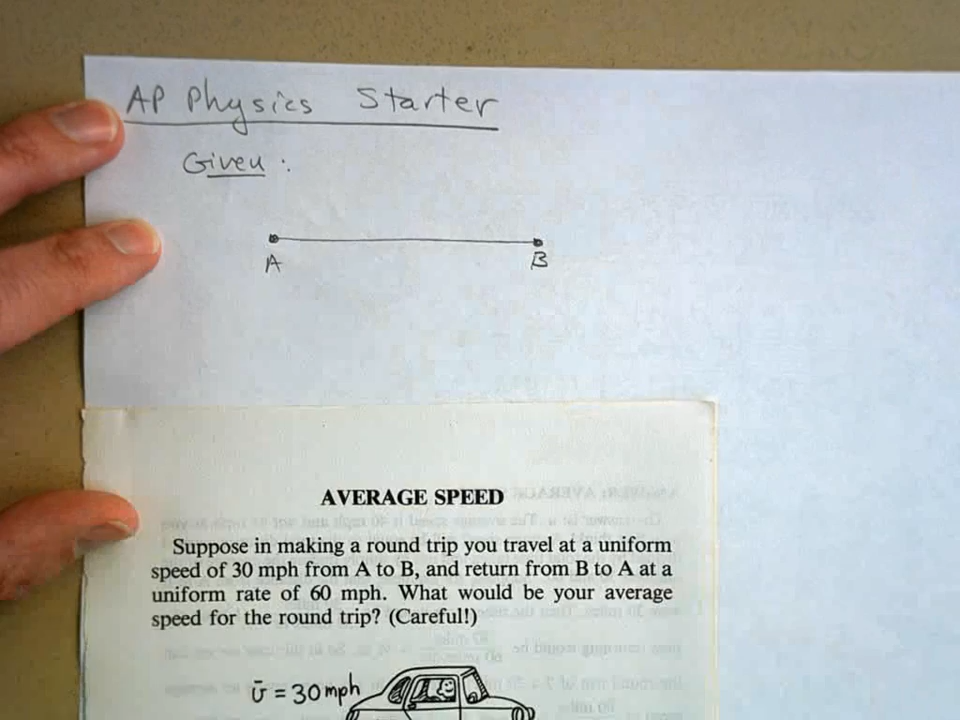 AP Physics Starter
Given :
A B
AVERAGE SPEED
Suppose in making a round trip you travel at a uniform
speed of 30 mph from A to B, and return from B to A at a
uniform rate of 60 mph. What would be your average
speed for the round trip? (Careful!)
ῡ = 30 mph